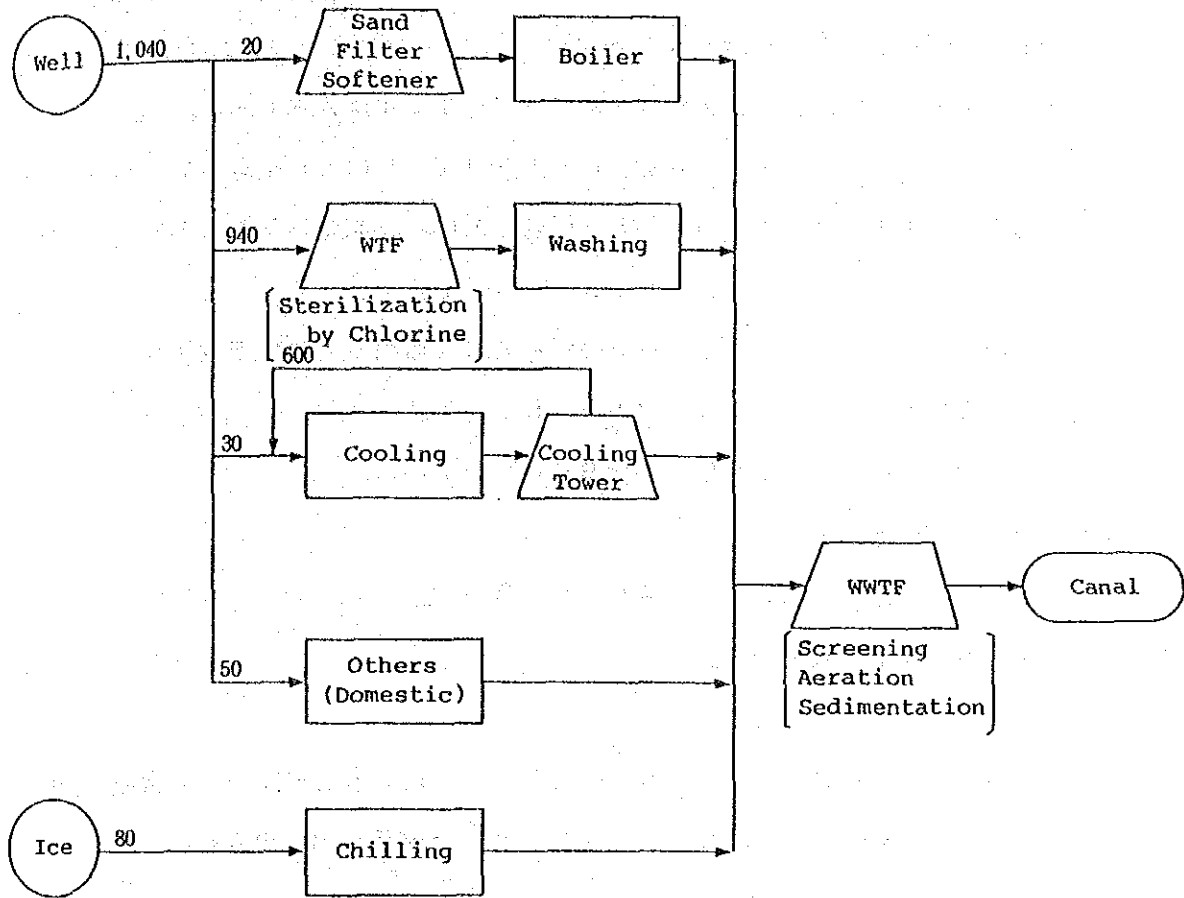 Well
1,040
20
Sand
Filter
Softener
Boiler
940
WTF
Washing
Sterilization
by Chlorine
600
30
Cooling
Cooling
Tower
WWTF
Canal
Screening
Aeration
Sedimentation
50
Others
(Domestic)
Ice
80
Chilling